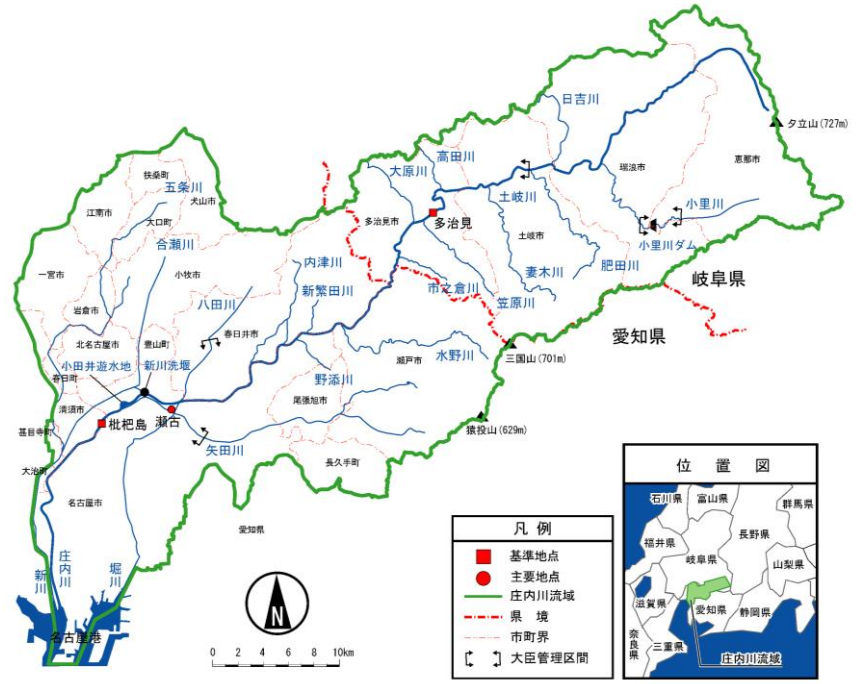 日吉川
夕立山(727m)
高田川
大原川
瑞浪市
恵那市
扶桑町
五条川
犬山市
土岐川
小里川
江南市
大口町
多治見市
多治見
土岐市
合瀬川
小里川ダム
内津川
妻木川
肥田川
一宮市
小牧市
市之倉川
岐阜県
八田川
新繁田川
笠原川
岩倉市
春日井市
愛知県
北名古屋市
豊山町
瀬戸市
水野川
三国山(701m)
小田井遊水地
新川洗堰
春日町
野添川
清須市
尾張旭市
枇杷島
瀬古
猿投山(629m)
甚目寺町
矢田川
大治町
長久手町
名古屋市
愛知県
新川
庄内川
堀川
名古屋港
N
0 2 4 6 8 10km
凡例
基準地点
主要地点
庄内川流域
県境
市町界
大臣管理区間
位置図
石川県
富山県
群馬県
福井県
長野県
岐阜県
山梨県
滋賀県
愛知県
静岡県
奈良県
三重県
庄内川流域